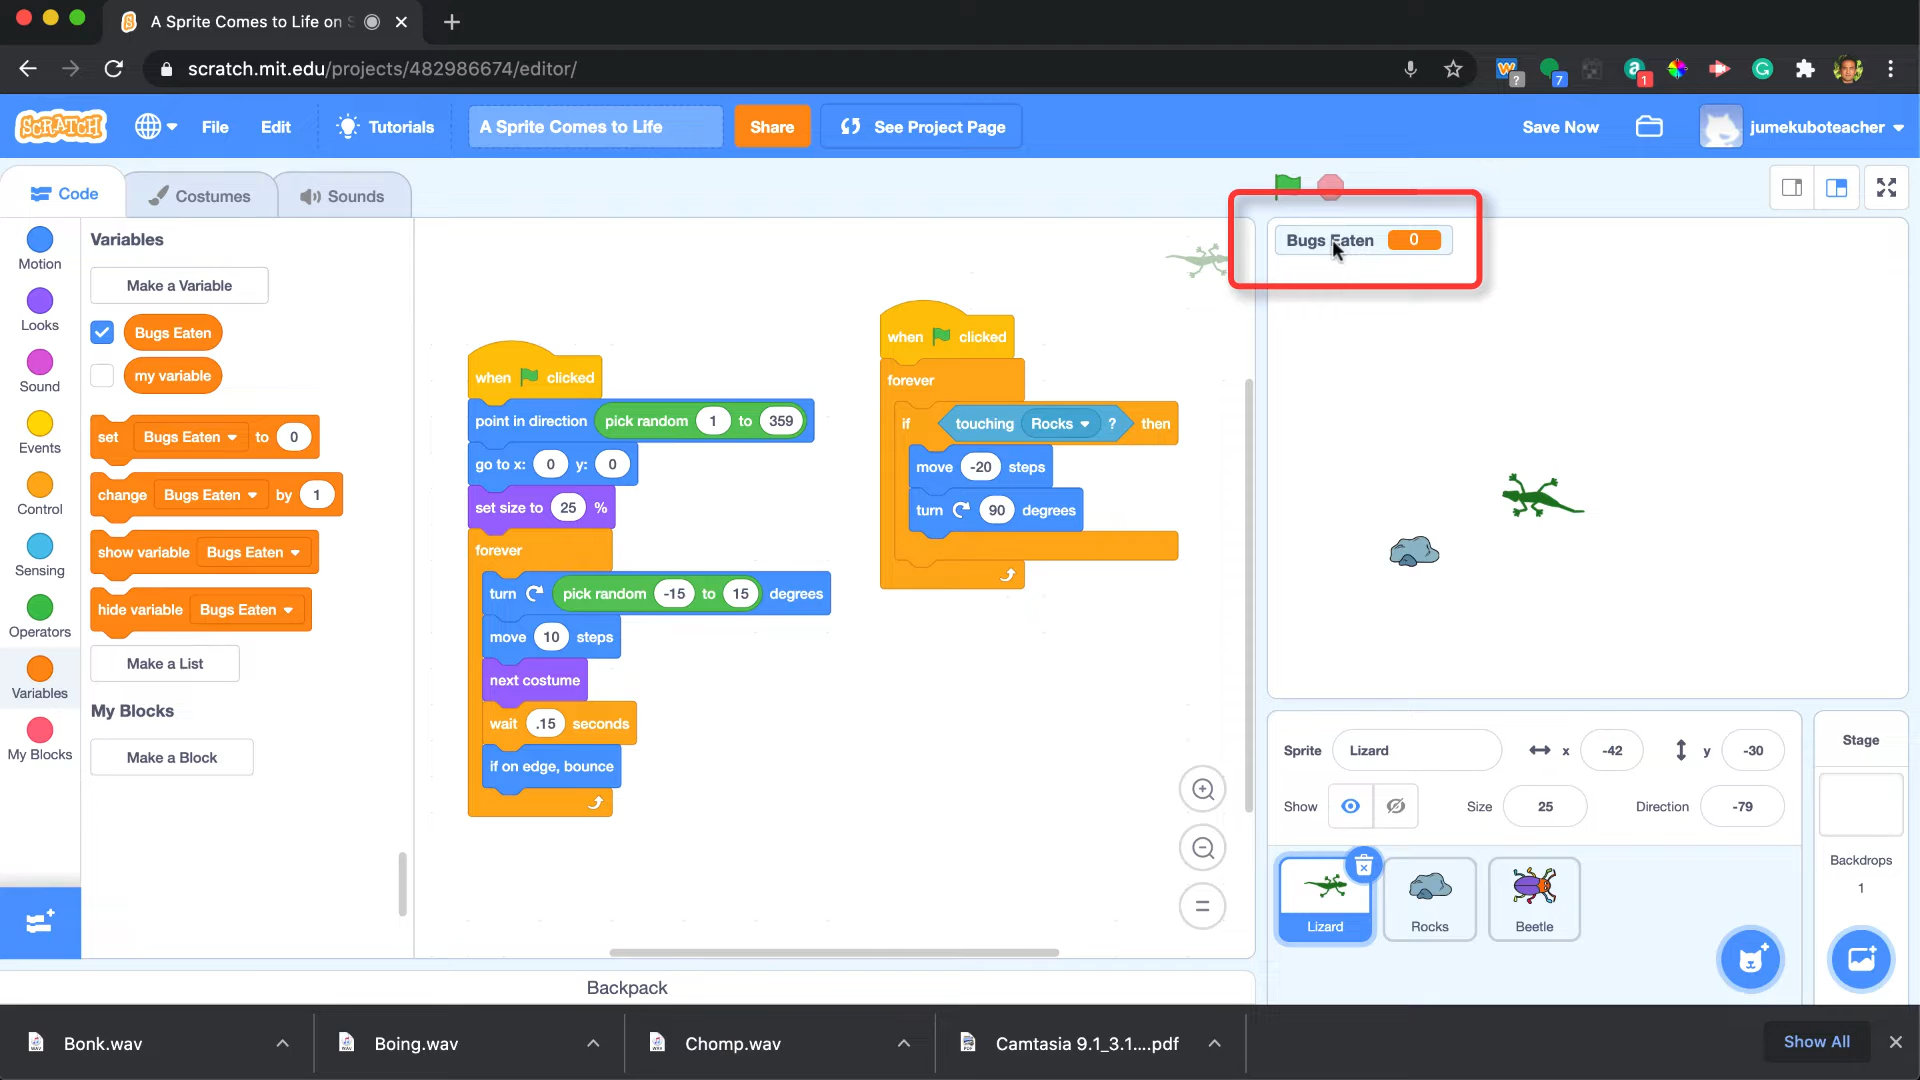 A Sprite Comes to Life on S
scratch.mit.edu/projects/482986674/editor/
? 7 1
SCRATCH File Edit Tutorials A Sprite Comes to Life Share See Project Page Save Now jumekuboteacher
Code Costumes Sounds
Motion
Looks
Sound
Events
Control
Sensing
Operators
Variables
My Blocks
Variables
Make a Variable
Bugs Eaten
my variable
set Bugs Eaten to 0
change Bugs Eaten by 1
show variable Bugs Eaten
hide variable Bugs Eaten
Make a List
My Blocks
Make a Block
when clicked
point in direction pick random 1 to 359
go to x: 0 y: 0
set size to 25 %
forever
turn pick random -15 to 15 degrees
move 10 steps
next costume
wait .15 seconds
if on edge, bounce
when clicked
forever
if touching Rocks ? then
move -20 steps
turn 90 degrees
Bugs Eaten 0
Sprite Lizard x -42 y -30
Show Size 25 Direction -79
Lizard
Rocks
Beetle
Stage
Backdrops
1
Backpack
Bonk.wav
Boing.wav
Chomp.wav
Camtasia 9.1_3.1....pdf
Show All